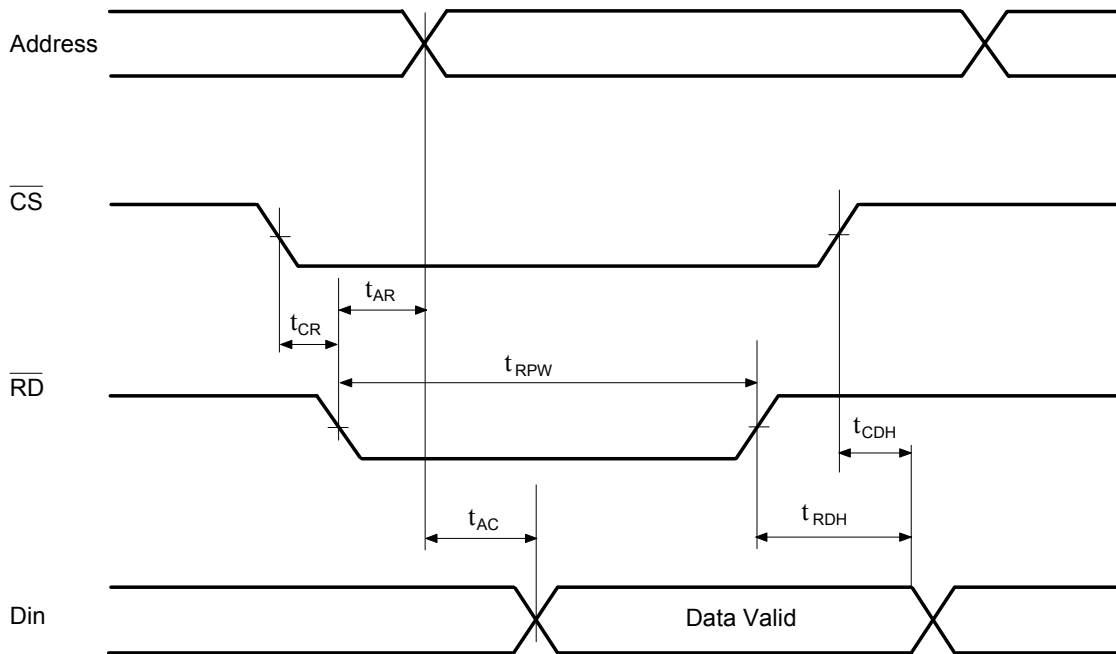 Address
CS
tAR
tCR
tRPW
RD
tCDH
tRDH
tAC
Din
Data Valid